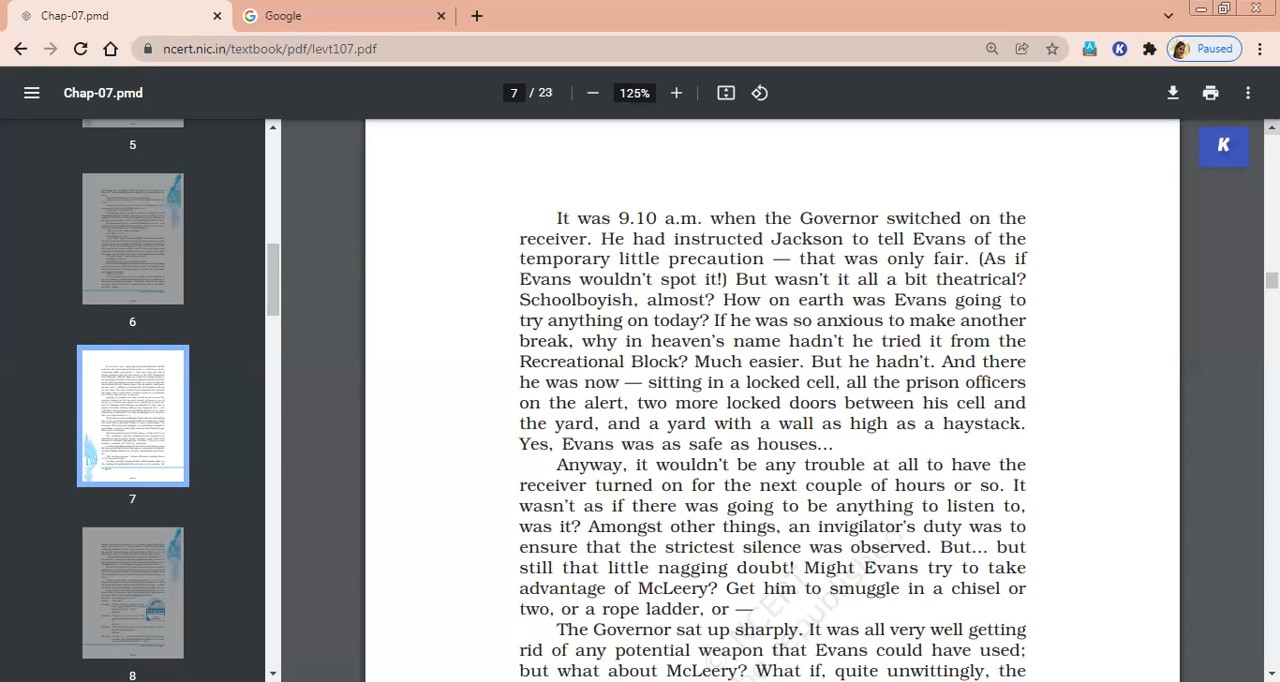 Chap-07.pmd
Google
ncert.nic.in/textbook/pdf/levt107.pdf
Paused
Chap-07.pmd
7 / 23
125%
5
6
7
8
K
It was 9.10 a.m. when the Governor switched on the
receiver. He had instructed Jackson to tell Evans of the
temporary little precaution — that was only fair. (As if
Evans wouldn't spot it!) But wasn't it all a bit theatrical?
Schoolboyish, almost? How on earth was Evans going to
try anything on today? If he was so anxious to make another
break, why in heaven's name hadn't he tried it from the
Recreational Block? Much easier. But he hadn't. And there
he was now — sitting in a locked cell, all the prison officers
on the alert, two more locked doors between his cell and
the yard, and a yard with a wall as high as a haystack.
Yes, Evans was as safe as houses...
Anyway, it wouldn't be any trouble at all to have the
receiver turned on for the next couple of hours or so. It
wasn't as if there was going to be anything to listen to,
was it? Amongst other things, an invigilator's duty was to
ensure that the strictest silence was observed. But... but
still that little nagging doubt! Might Evans try to take
advantage of McLeery? Get him to smuggle in a chisel or
two, or a rope ladder, or —
The Governor sat up sharply. It was all very well getting
rid of any potential weapon that Evans could have used;
but what about McLeery? What if, quite unwittingly, the